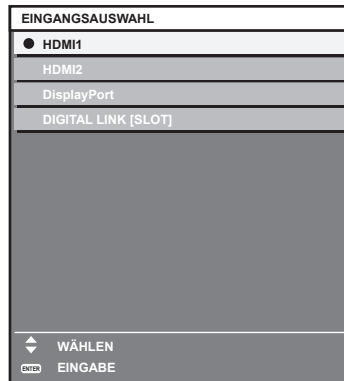 EINGANGSAUSWAHL
HDMI1
HDMI2
DisplayPort
DIGITAL LINK [SLOT]
WÄHLEN
ENTER EINGABE